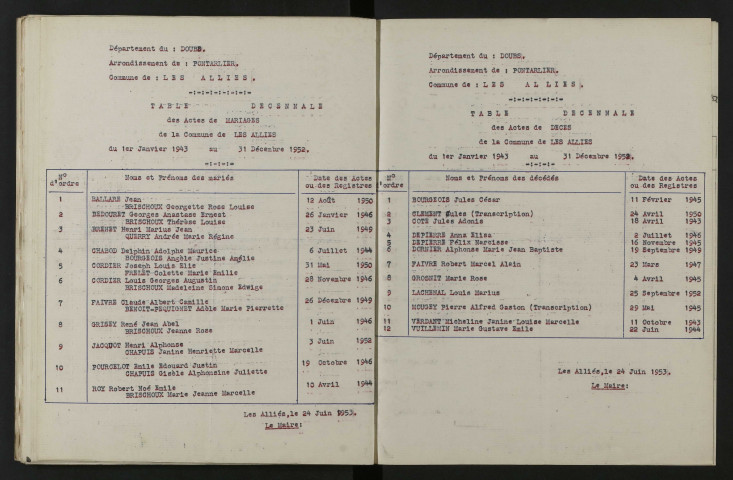 Département du : DOUBS.
Arrondissement de : PONTARLIER.
Commune de : LES ALLIES.
-:-:-:-:-:-:-:-
TABLE DECENNALE
des Actes de MARIAGES
de la Commune de LES ALLIES
du 1er Janvier 1943 au 31 Décembre 1952.
-:-:-:-
N° d'ordre Noms et Prénoms des mariés Date des Actes ou des Registres
1 BALLARE Jean 12 Août 1950
BRISCHOUX Georgette Rose Louise
2 BEDOURET Georges Anastase Ernest 26 Janvier 1946
BRISCHOUX Thérèse Louise
3 Henri Marius Jean 23 Juin 1949
QUERRY Andrée Marie Régine
4 CHABOD Delphin Adolphe Maurice 6 Juillet 1944
BOURGEOIS Angèle Justine Angélie
5 CORDIER Joseph Louis Elie 31 Mai 1950
FRELET Colette Marie Emilie
6 CORDIER Louis Georges Augustin 28 Novembre 1946
BRISCHOUX Madeleine Simone Edwige
7 FAIVRE Claude Albert Camille 26 Décembre 1949
BENOIT-PEQUIGNET Adèle Marie Pierrette
8 GRISEY René Jean Abel 1 Juin 1946
BRISCHOUX Jeanne Rose
9 JACQUOT Henri Alphonse 3 Juin 1952
CHAPUIS Janine Henriette Marcelle
10 POURCELOT Emile Edouard Justin 19 Octobre 1946
CHAPUIS Gisèle Alphonsine Juliette
11 ROY Robert Noé Emile 10 Avril 1944
BRISCHOUX Marie Jeanne Marcelle
Les Alliés, le 24 Juin 1953.
Le Maire:
Département du : DOUBS.
Arrondissement de : PONTARLIER.
Commune de : LES ALLIES.
-:-:-:-:-:-:-:-
TABLE DECENNALE
des Actes de DECES
de la Commune de LES ALLIES
du 1er Janvier 1943 au 31 Décembre 1952.
-:-:-:-
N° d'ordre Noms et Prénoms des décédés Date des Actes ou des Registres
1 BOURGEOIS Jules César 11 Février 1945
2 CLEMENT Jules (Transcription) 24 Avril 1950
3 COTE Jules Adonis 18 Avril 1943
4 DEPIERRE Anna Elisa 2 Juillet 1946
5 DEPIERRE Félix Narcisse 16 Novembre 1945
6 DORNIER Alphonse Marie Jean Baptiste 19 Septembre 1949
7 FAIVRE Robert Marcel Alain 23 Mars 1947
8 GROSNIT Marie Rose 4 Avril 1945
9 LACHENAL Louis Marius 25 Septembre 1952
10 MOUGEY Pierre Alfred Gaston (Transcription) 29 Mai 1945
11 VERDANT Micheline Janine Louise Marcelle 11 Octobre 1943
12 VUILLEMIN Marie Gustave Emile 22 Juin 1944
Les Alliés, le 24 Juin 1953.
Le Maire: